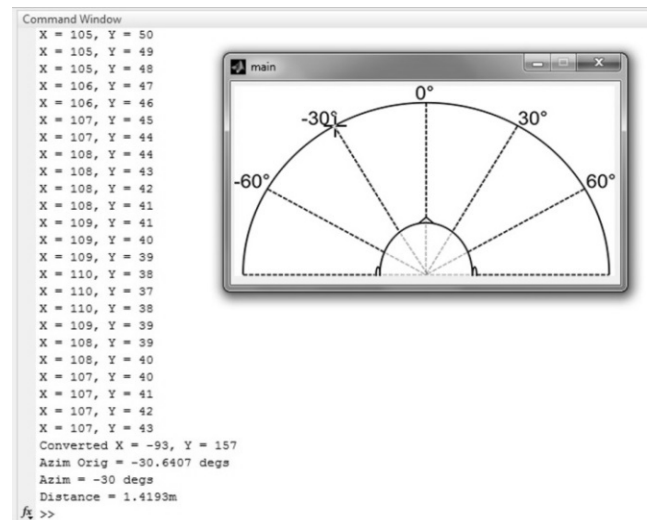 Command Window
X = 105, Y = 50
X = 105, Y = 49
X = 105, Y = 48
X = 106, Y = 47
X = 106, Y = 46
X = 107, Y = 45
X = 107, Y = 44
X = 108, Y = 44
X = 108, Y = 43
X = 108, Y = 42
X = 108, Y = 41
X = 109, Y = 41
X = 109, Y = 40
X = 109, Y = 39
X = 110, Y = 38
X = 110, Y = 37
X = 110, Y = 38
X = 109, Y = 39
X = 108, Y = 39
X = 108, Y = 40
X = 107, Y = 40
X = 107, Y = 41
X = 107, Y = 42
X = 107, Y = 43
Converted X = -93, Y = 157
Azim Orig = -30.6407 degs
Azim = -30 degs
Distance = 1.4193m
fx >>
main
0°
-30°
30°
-60°
60°